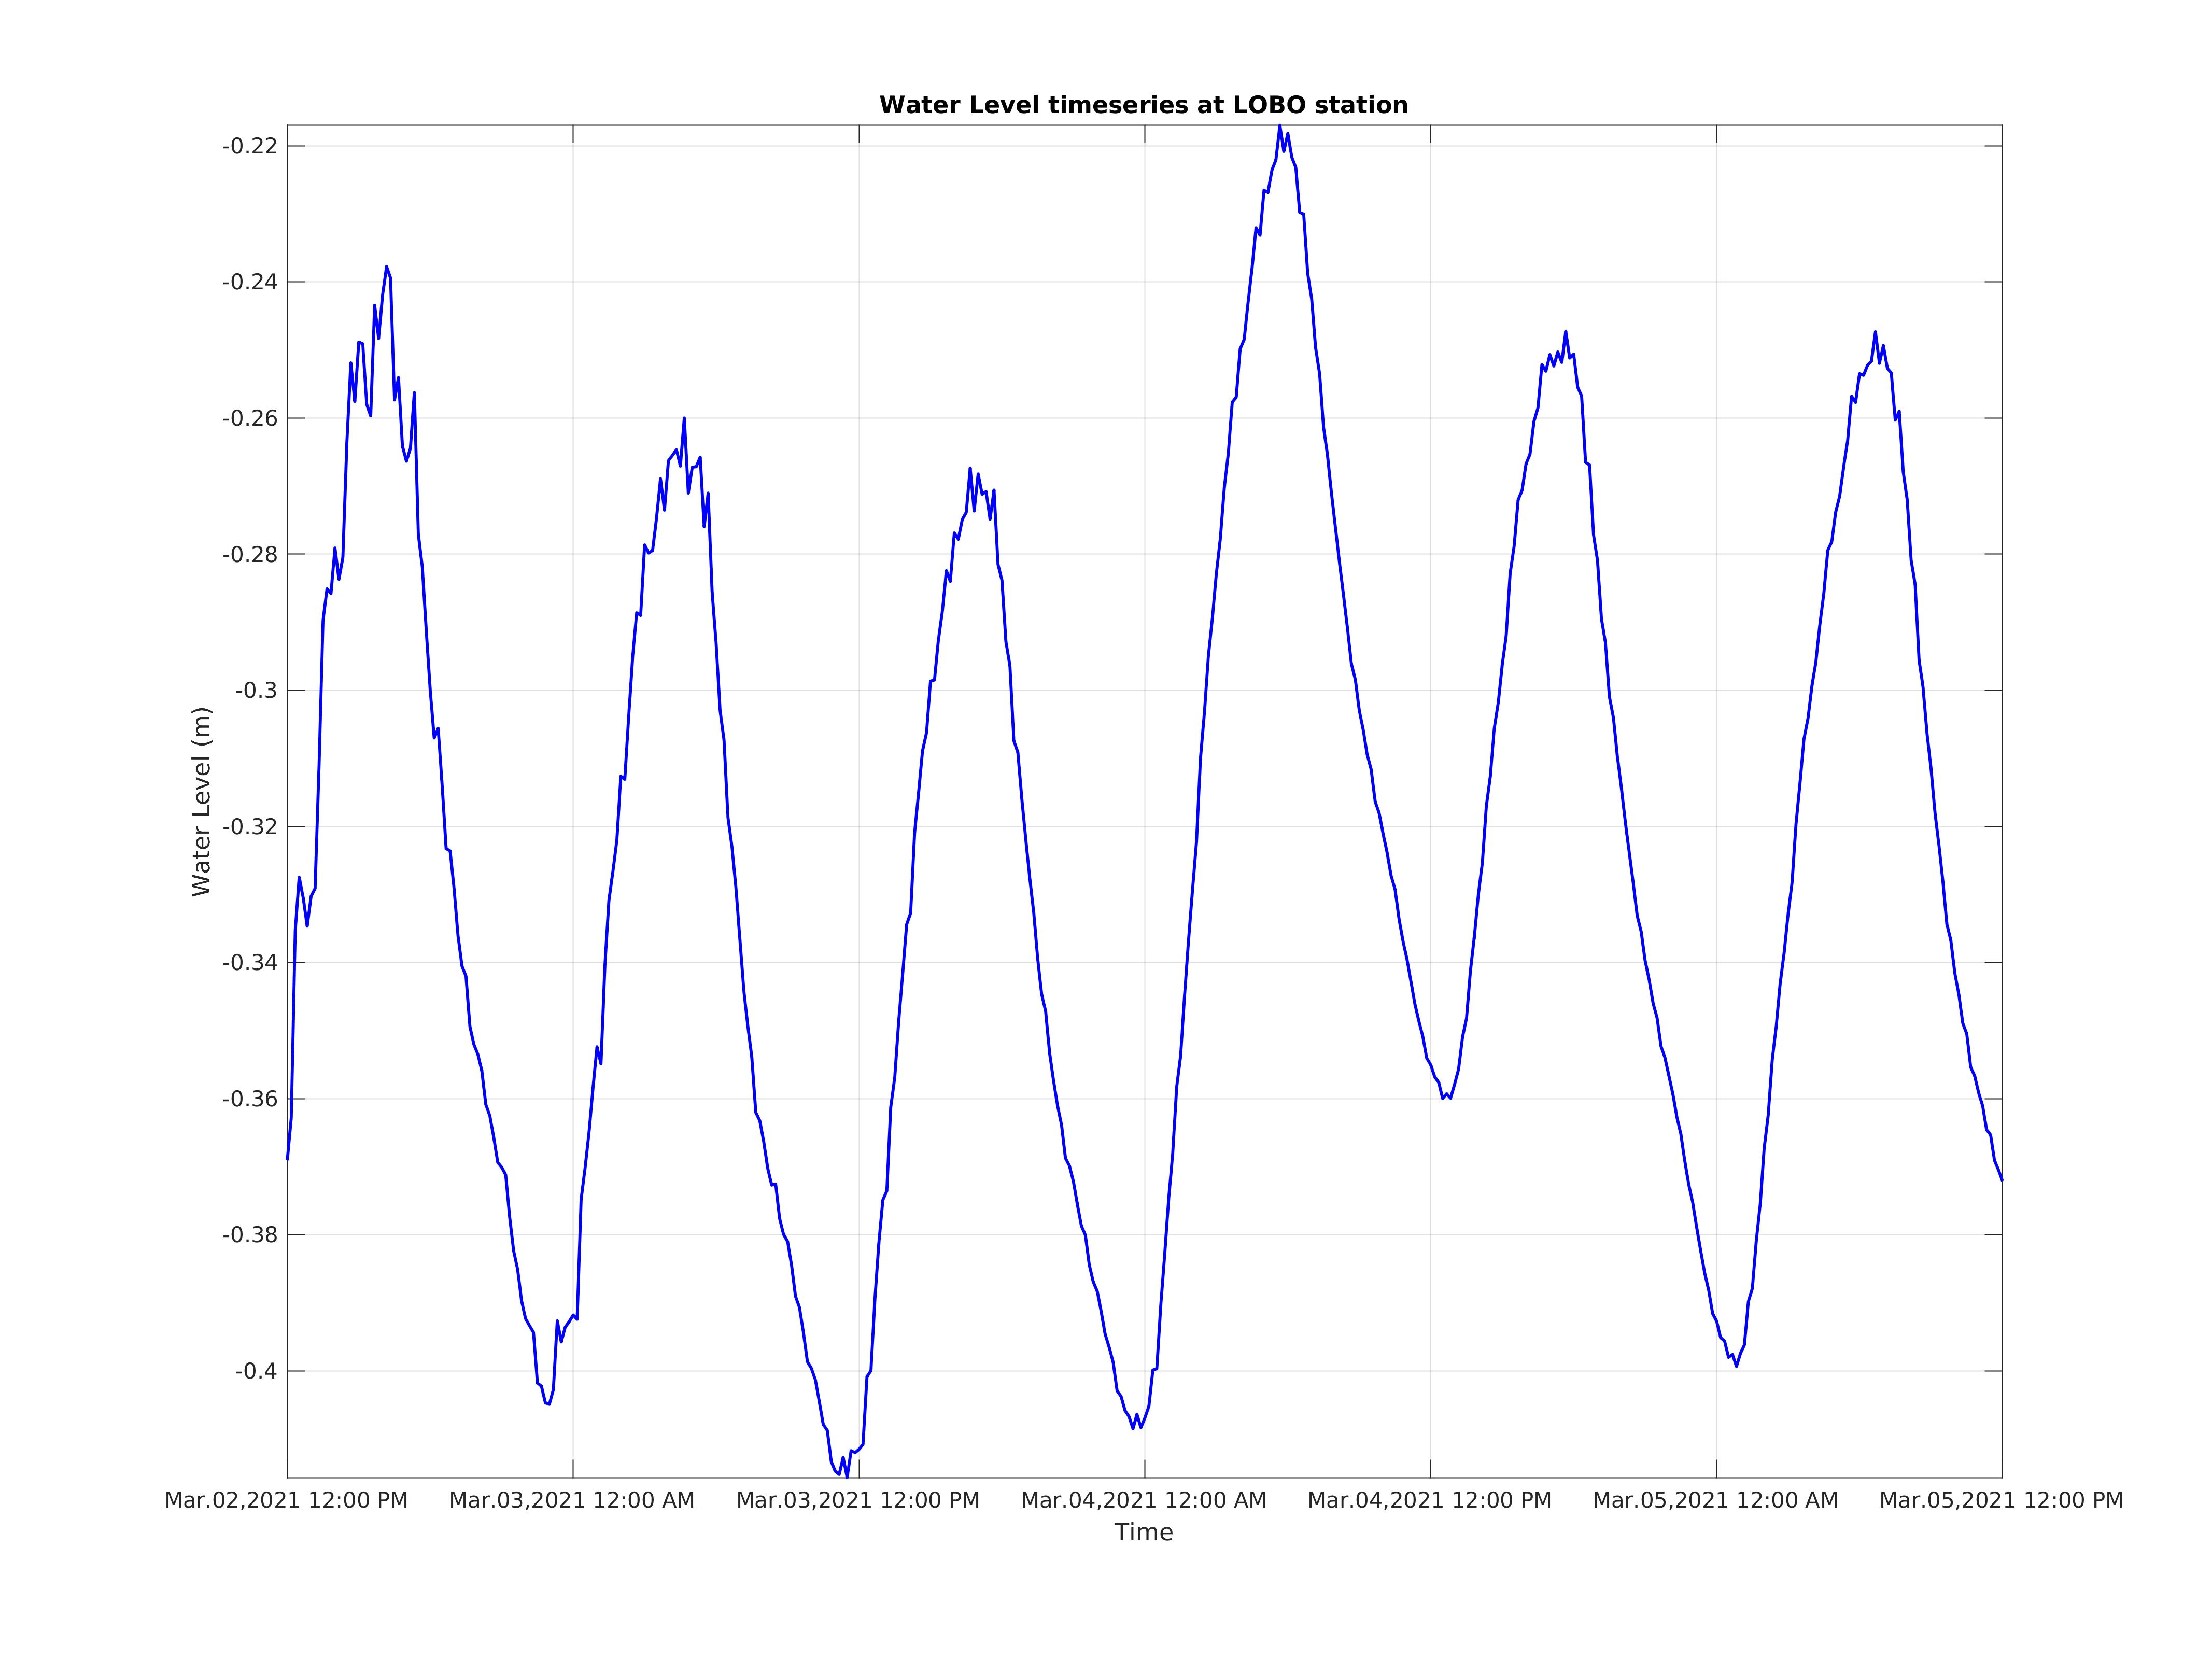 Water Level timeseries at LOBO station
-0.22
-0.24
-0.26
-0.28
-0.3
-0.32
-0.34
-0.36
-0.38
-0.4
Water Level (m)
Mar.02,2021 12:00 PM Mar.03,2021 12:00 AM Mar.03,2021 12:00 PM Mar.04,2021 12:00 AM Mar.04,2021 12:00 PM Mar.05,2021 12:00 AM Mar.05,2021 12:00 PM
Time